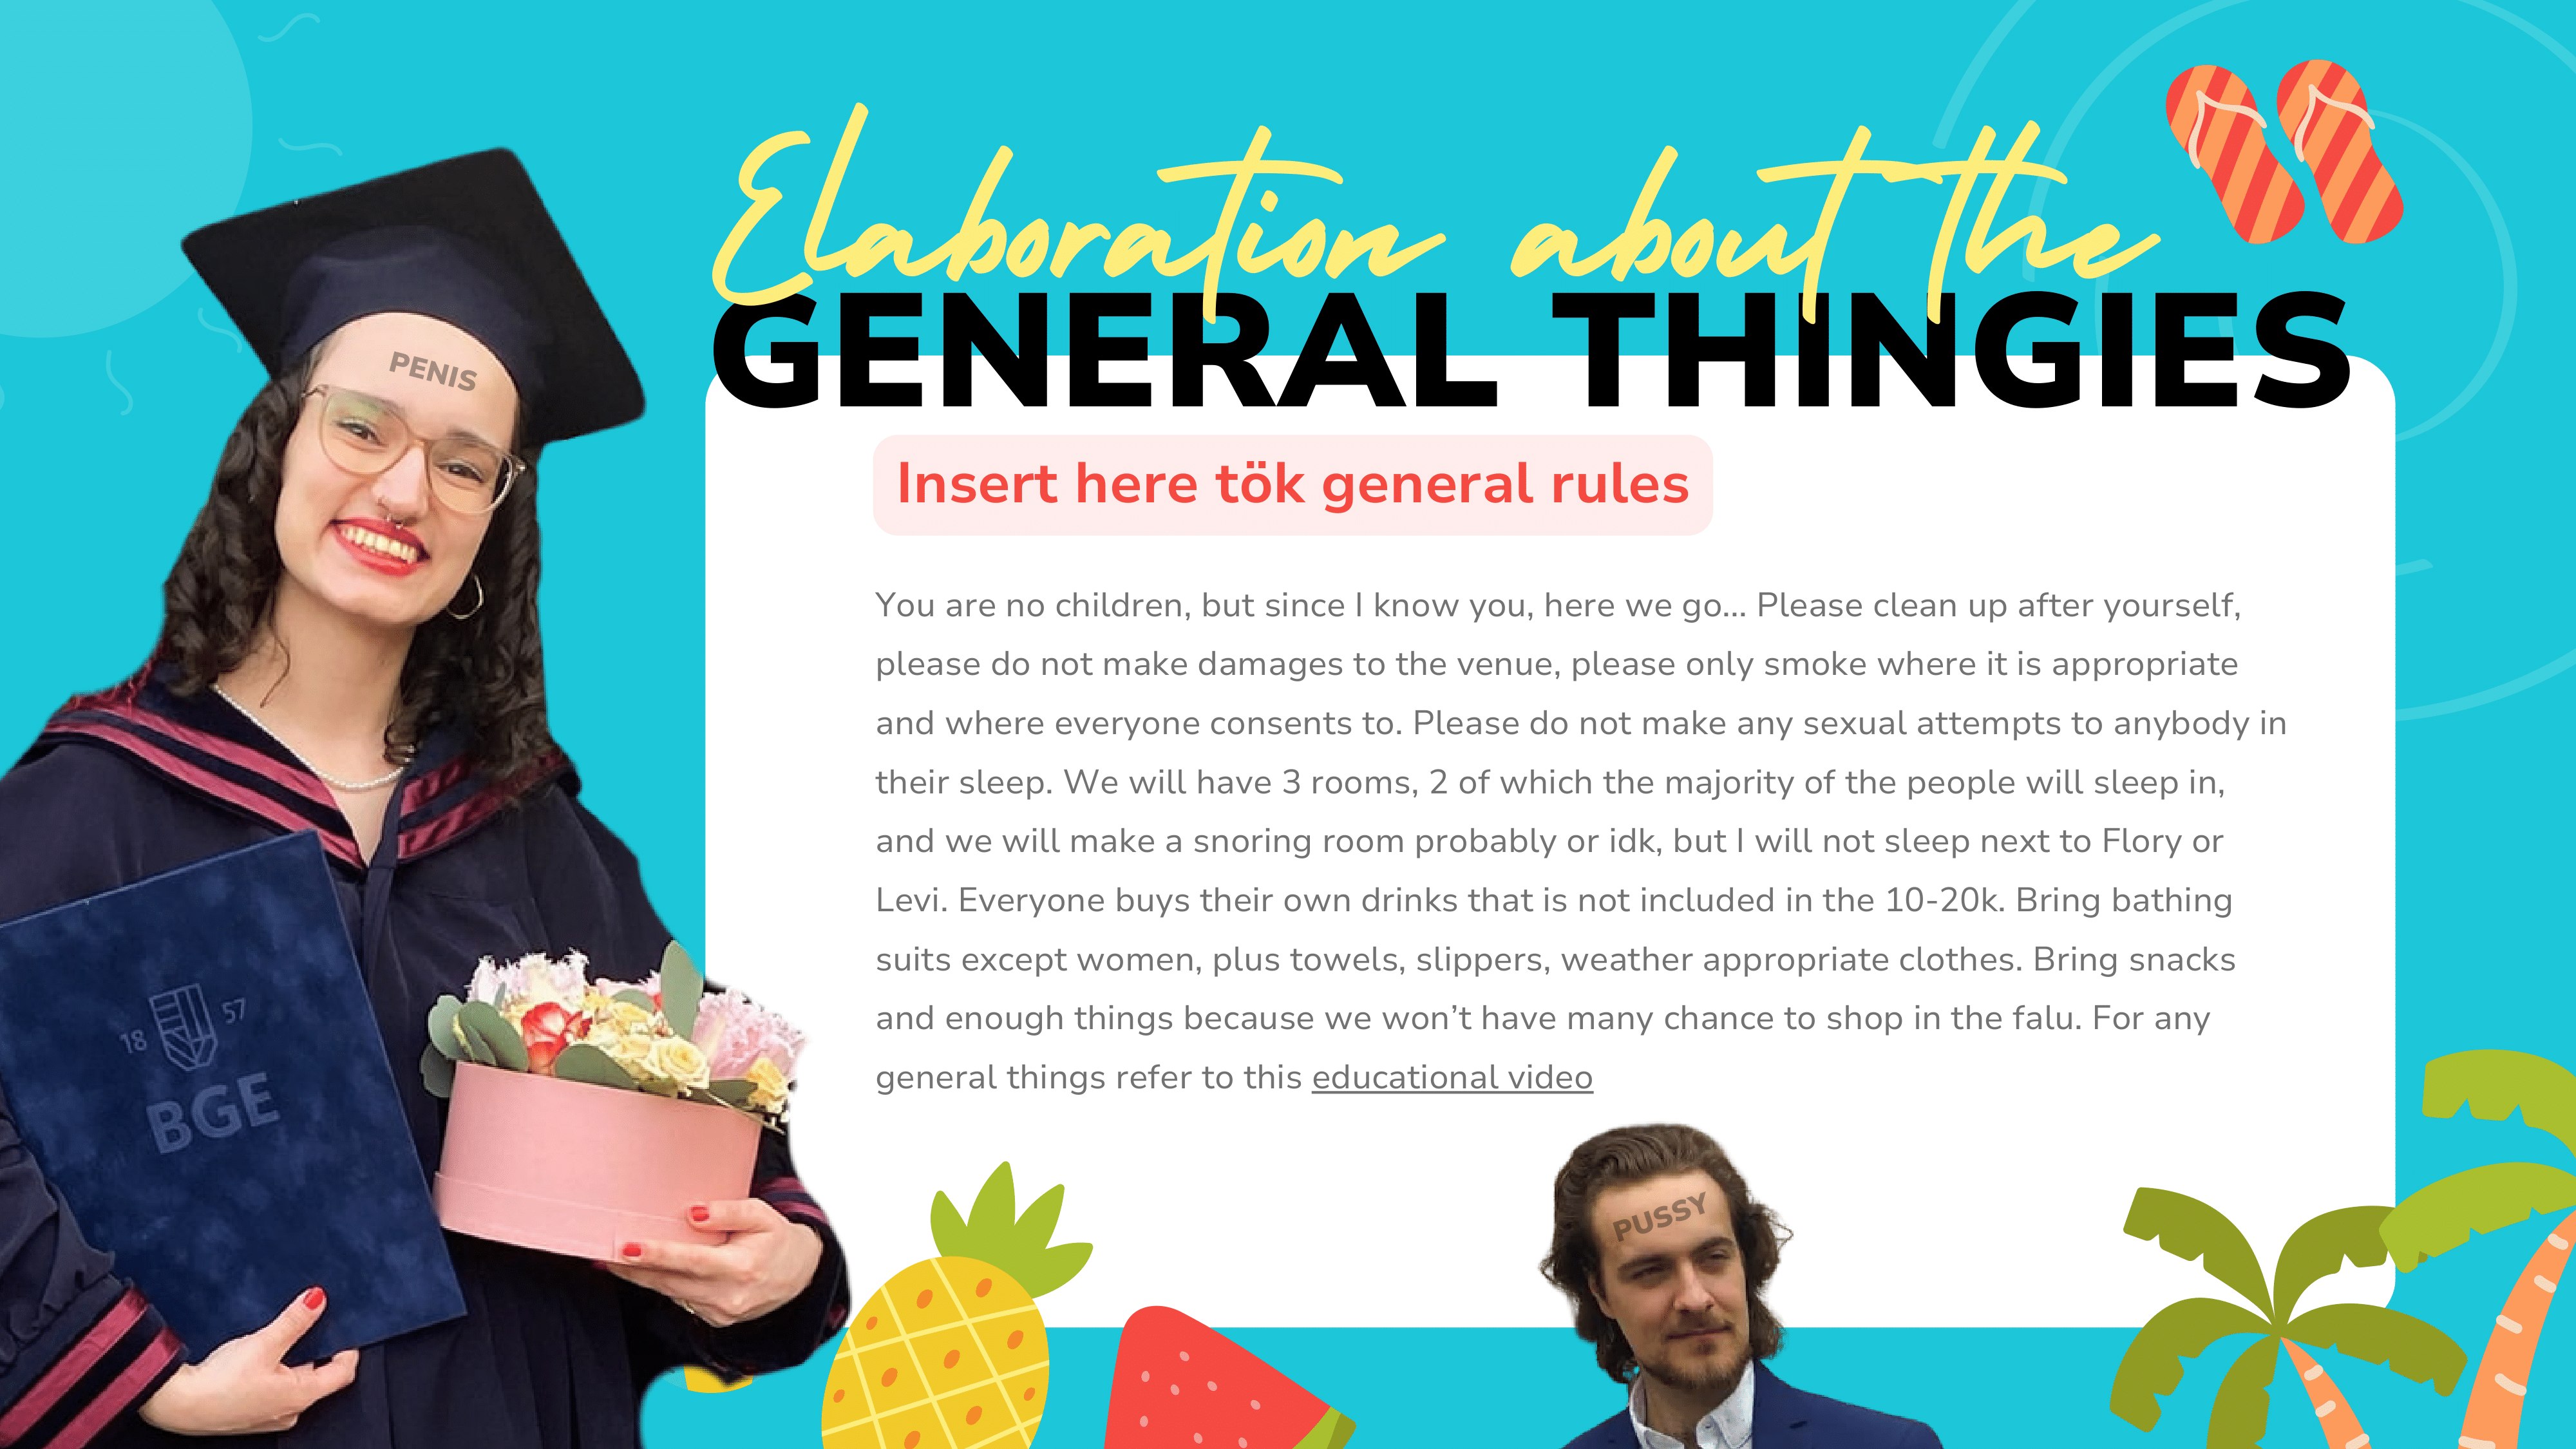 Elaboration about the
GENERAL THINGIES
PENIS
Insert here tök general rules
You are no children, but since I know you, here we go... Please clean up after yourself,
please do not make damages to the venue, please only smoke where it is appropriate
and where everyone consents to. Please do not make any sexual attempts to anybody in
their sleep. We will have 3 rooms, 2 of which the majority of the people will sleep in,
and we will make a snoring room probably or idk, but I will not sleep next to Flory or
Levi. Everyone buys their own drinks that is not included in the 10-20k. Bring bathing
suits except women, plus towels, slippers, weather appropriate clothes. Bring snacks
and enough things because we won’t have many chance to shop in the falu. For any
general things refer to this educational video
18 57
BGE
PUSSY